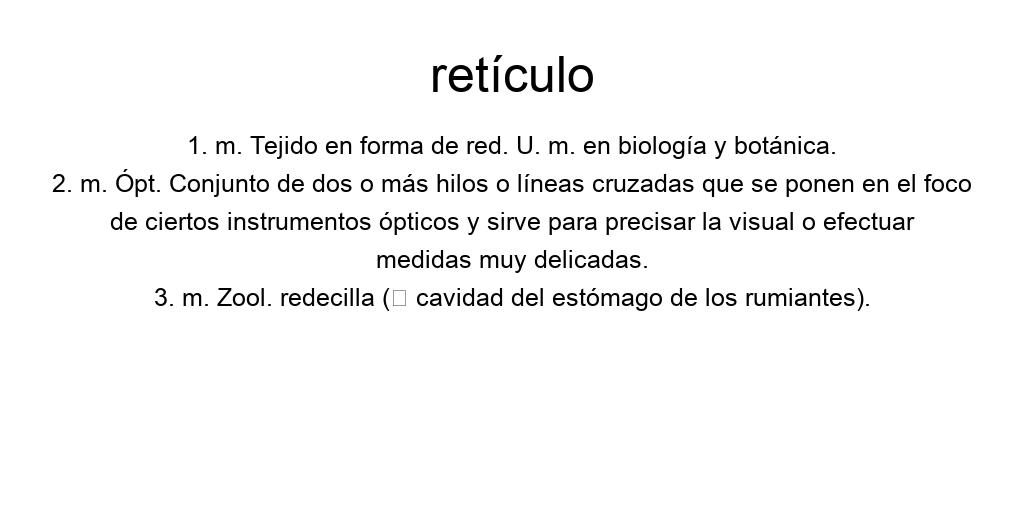 retículo
1. m. Tejido en forma de red. U. m. en biología y botánica.
2. m. Ópt. Conjunto de dos o más hilos o líneas cruzadas que se ponen en el foco
de ciertos instrumentos ópticos y sirve para precisar la visual o efectuar
medidas muy delicadas.
3. m. Zool. redecilla (□ cavidad del estómago de los rumiantes).